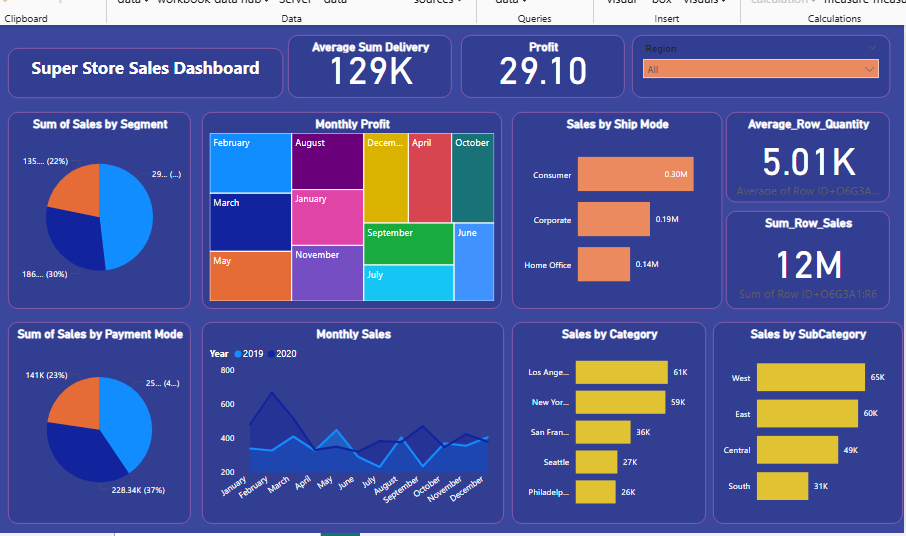 data workbook data hub Server data sources data visual box visuals calculation measure measure
Clipboard
Data
Queries
Insert
Calculations
Super Store Sales Dashboard
Average Sum Delivery
129K
Profit
29.10
Region
All
Sum of Sales by Segment
135... (22%)
29... (...)
186... (30%)
Monthly Profit
February
August
Decem...
April
October
March
January
September
June
May
November
July
Sales by Ship Mode
Consumer
0.30M
Corporate
0.19M
Home Office
0.14M
Average_Row_Quantity
5.01K
Average of Row ID+O6G3A...
Sum_Row_Sales
12M
Sum of Row ID+O6G3A1:R6
Sum of Sales by Payment Mode
141K (23%)
25... (4...)
228.34K (37%)
Monthly Sales
Year 2019 2020
800
600
400
200
January
February
March
April
May
June
July
August
September
October
November
December
Sales by Category
Los Ange...
61K
New Yor...
59K
San Fran...
36K
Seattle
27K
Philadelp...
26K
Sales by SubCategory
West
65K
East
60K
Central
49K
South
31K